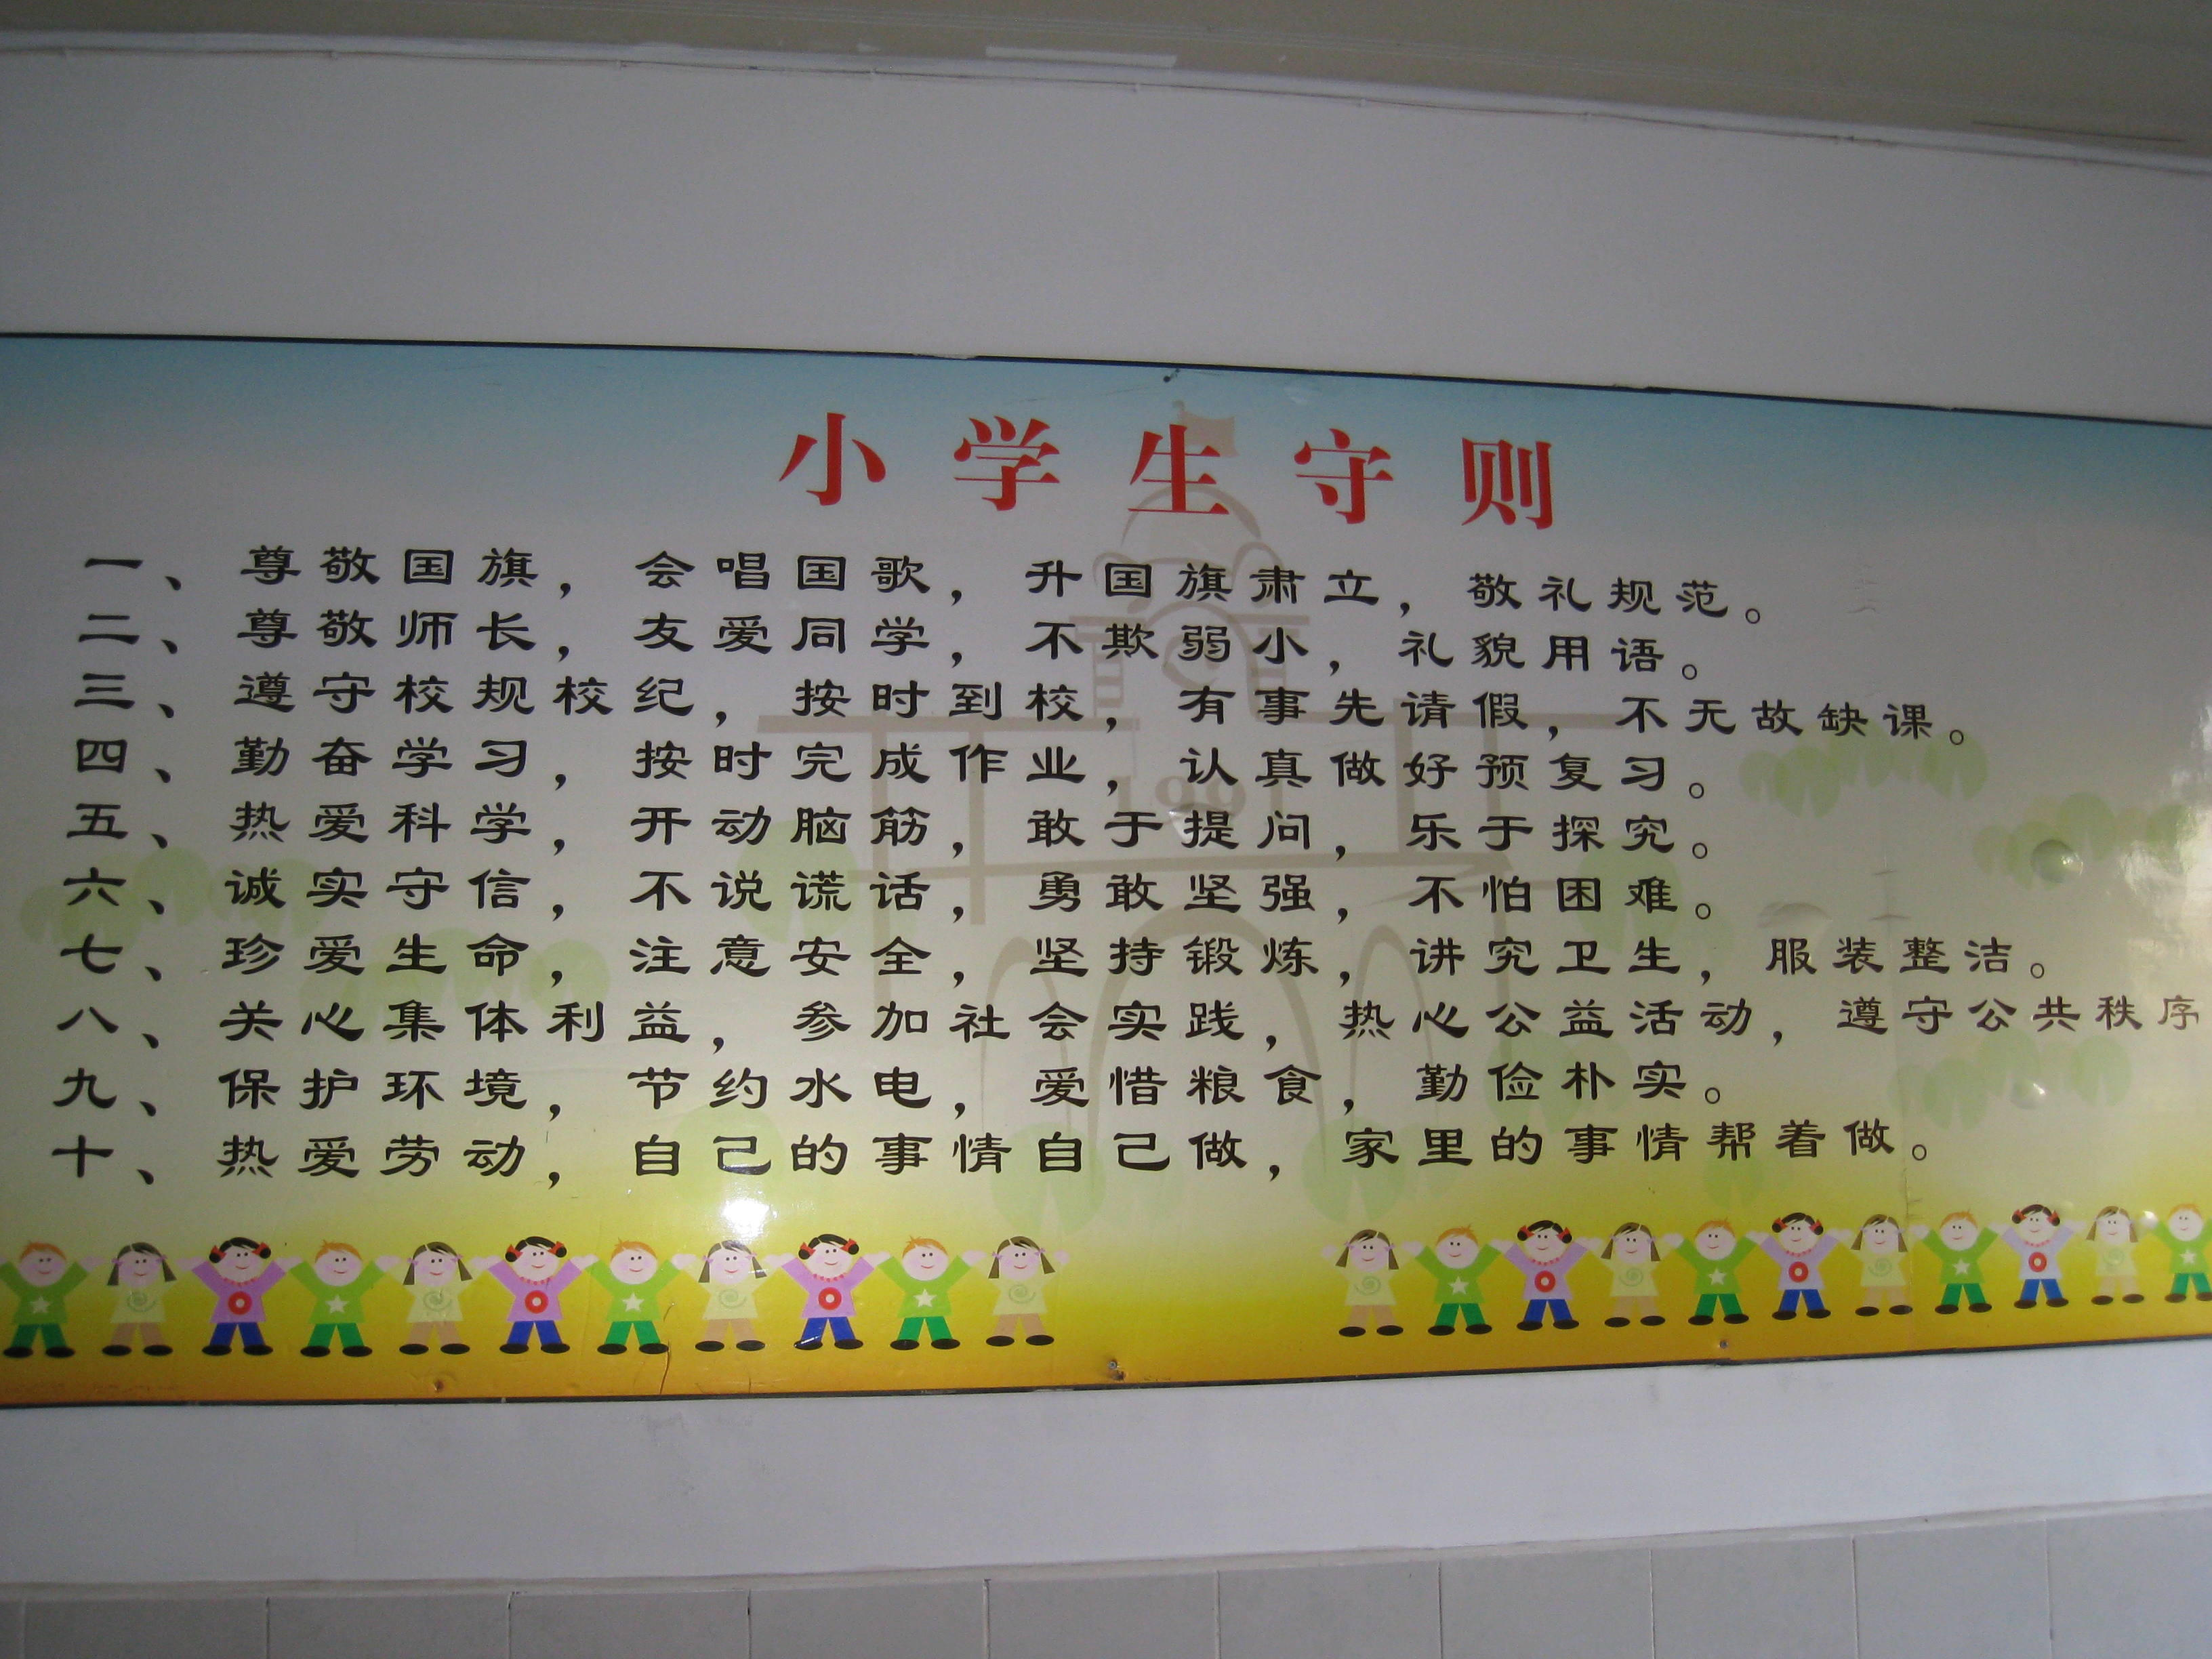 小学生守则
一、尊敬国旗，会唱国歌，升国旗肃立，敬礼规范。
二、尊敬师长，友爱同学，不欺弱小，礼貌用语。
三、遵守校规校纪，按时到校，有事先请假，不无故缺课。
四、勤奋学习，按时完成作业，认真做好预复习。
五、热爱科学，开动脑筋，敢于提问，乐于探究。
六、诚实守信，不说谎话，勇敢坚强，不怕困难。
七、珍爱生命，注意安全，坚持锻炼，讲究卫生，服装整洁。
八、关心集体利益，参加社会实践，热心公益活动，遵守公共秩序
九、保护环境，节约水电，爱惜粮食，勤俭朴实。
十、热爱劳动，自己的事情自己做，家里的事情帮着做。